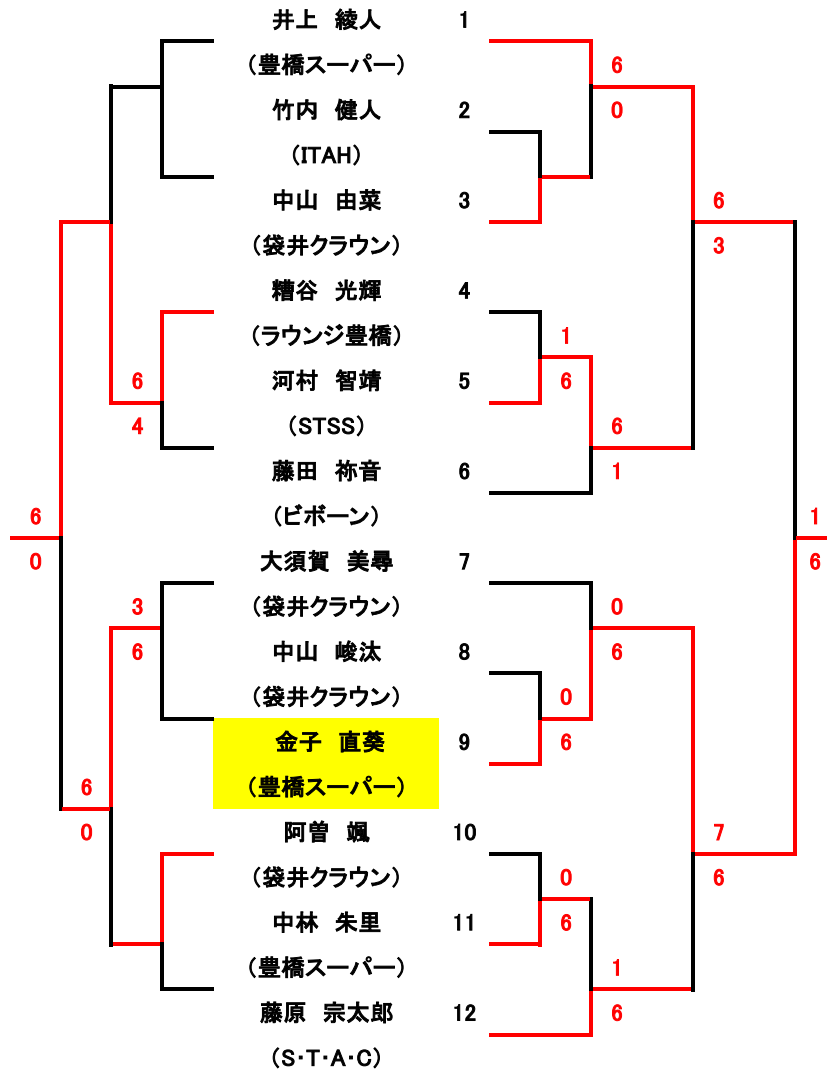 井上　綾人 1
（豊橋スーパー） 6
竹内　健人 2 0
（ITAH）
中山　由菜 3 6
（袋井クラウン） 3
糟谷　光輝 4
（ラウンジ豊橋） 1
6 河村　智靖 5 6
4 （STSS） 6
藤田　祢音 6 1
6 （ビボーン） 1
0 大須賀　美尋 7 6
3 （袋井クラウン） 0
6 中山　峻汰 8 6
（袋井クラウン） 0
金子　直葵 9 6
6 （豊橋スーパー）
0 阿曽　颯 10 7
（袋井クラウン） 0 6
中林　朱里 11 6
（豊橋スーパー） 1
藤原　宗太郎 12 6
（S・T・A・C）